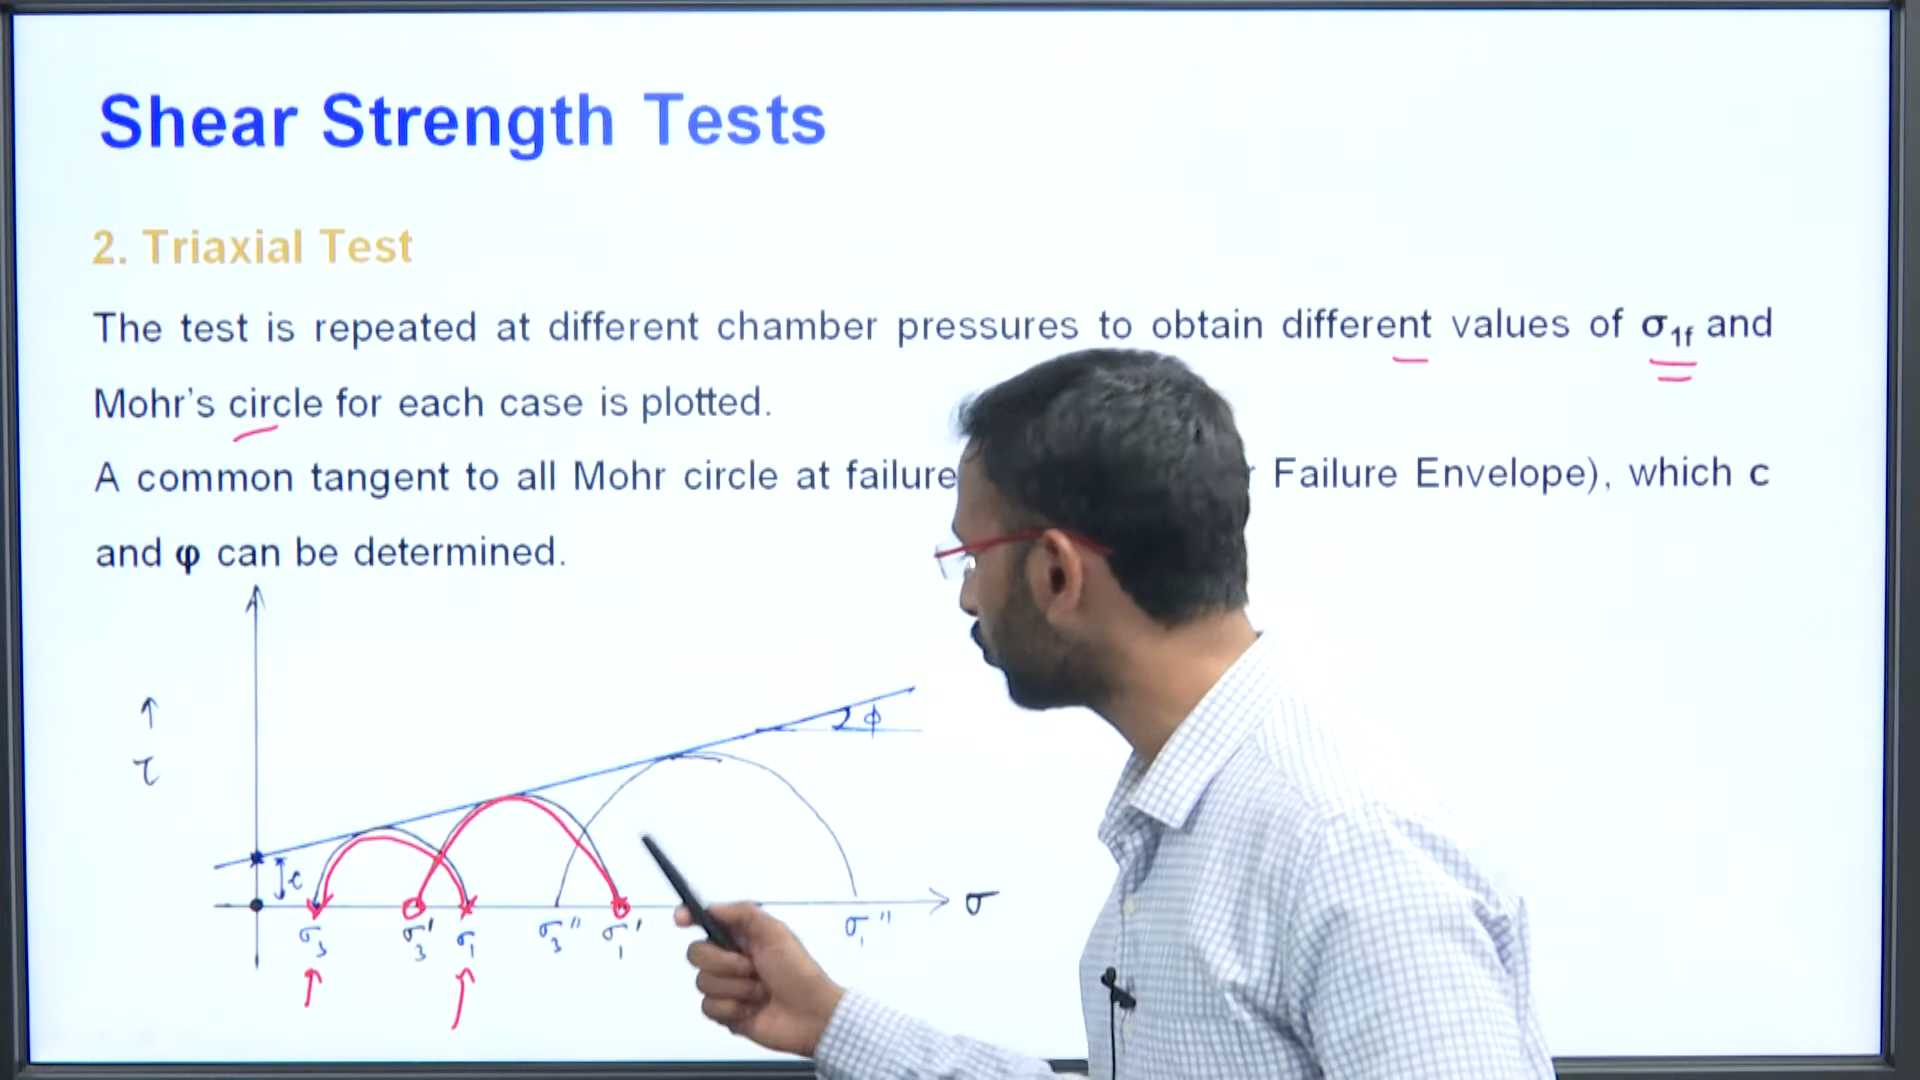 Shear Strength Tests
2. Triaxial Test
The test is repeated at different chamber pressures to obtain different values of σ1f and
Mohr's circle for each case is plotted.
A common tangent to all Mohr circle at failure Failure Envelope), which c
and φ can be determined.
↑
τ
ϕ
c
σ
σ3 σ3' σ1 σ3'' σ1' σ1''